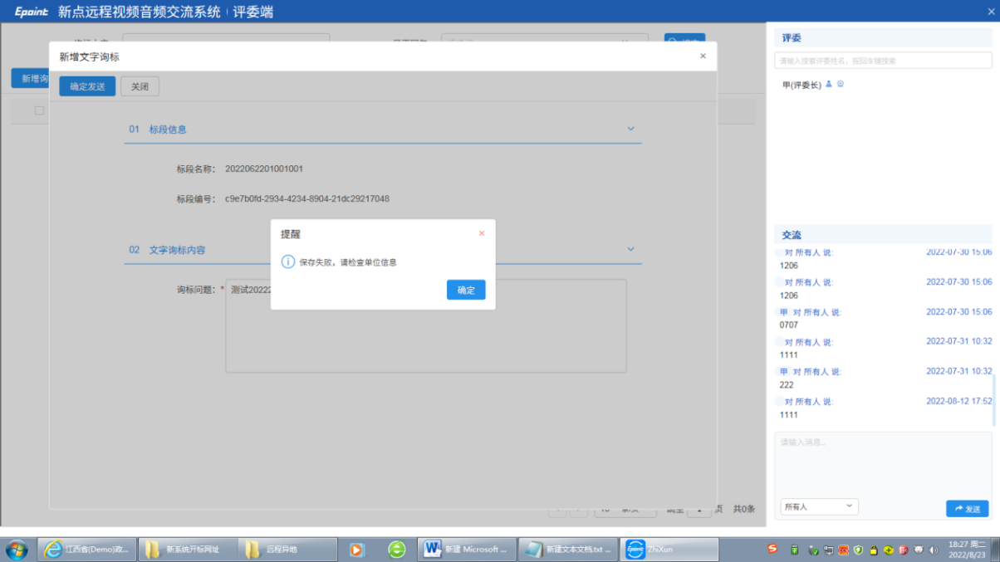 Epoint 新点远程视频音频交流系统 | 评委端
新增询
新增文字询标
确定发送 关闭
01 标段信息
标段名称： 2022062201001001
标段编号： c9e7b0fd-2934-4234-8904-21dc29217048
02 文字询标内容
询标问题：* 测试20222
提醒
保存失败，请检查单位信息
确定
页 共0条
评委
请输入搜索评委姓名，按回车键搜索
甲(评委长)
交流
对 所有人 说: 2022-07-30 15:06
1206
对 所有人 说: 2022-07-30 15:06
1206
甲 对 所有人 说: 2022-07-30 15:06
0707
对 所有人 说: 2022-07-31 10:32
1111
甲 对 所有人 说: 2022-07-31 10:32
222
对 所有人 说: 2022-08-12 17:52
1111
请输入消息...
所有人
发送
江西省(Demo)政... 新系统开标网址 远程异地 新建 Microsoft ... 新建文本文档.txt ... ZhiXun
18:27 周二
2022/8/23